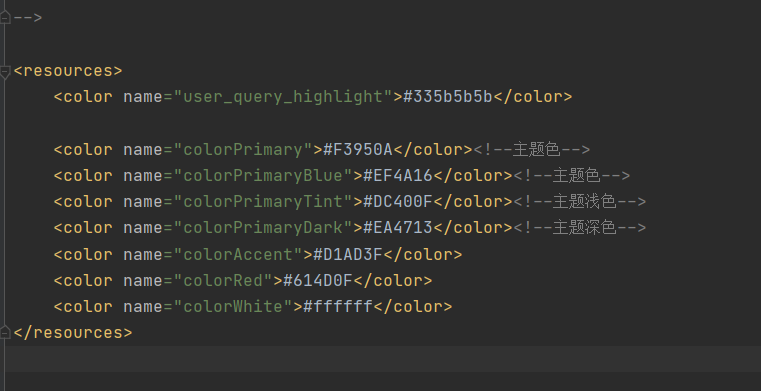 -->
<resources>
    <color name="user_query_highlight">#335b5b5b</color>
    <color name="colorPrimary">#F3950A</color><!--主题色-->
    <color name="colorPrimaryBlue">#EF4A16</color><!--主题色-->
    <color name="colorPrimaryTint">#DC400F</color><!--主题浅色-->
    <color name="colorPrimaryDark">#EA4713</color><!--主题深色-->
    <color name="colorAccent">#D1AD3F</color>
    <color name="colorRed">#614D0F</color>
    <color name="colorWhite">#ffffff</color>
</resources>